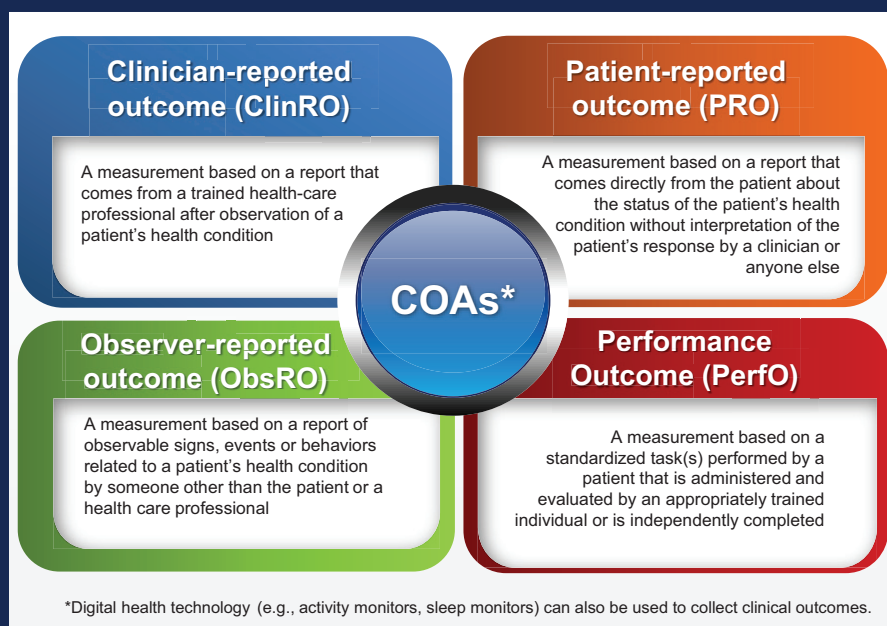 Clinician-reported
outcome (ClinRO)
A measurement based on a report that
comes from a trained health-care
professional after observation of a
patient's health condition
Patient-reported
outcome (PRO)
A measurement based on a report that
comes directly from the patient about
the status of the patient's health
condition without interpretation of the
patient's response by a clinician or
anyone else
COAs*
Observer-reported
outcome (ObsRO)
A measurement based on a report of
observable signs, events or behaviors
related to a patient's health condition
by someone other than the patient or a
health care professional
Performance
Outcome (PerfO)
A measurement based on a
standardized task(s) performed by a
patient that is administered and
evaluated by an appropriately trained
individual or is independently completed
*Digital health technology (e.g., activity monitors, sleep monitors) can also be used to collect clinical outcomes.